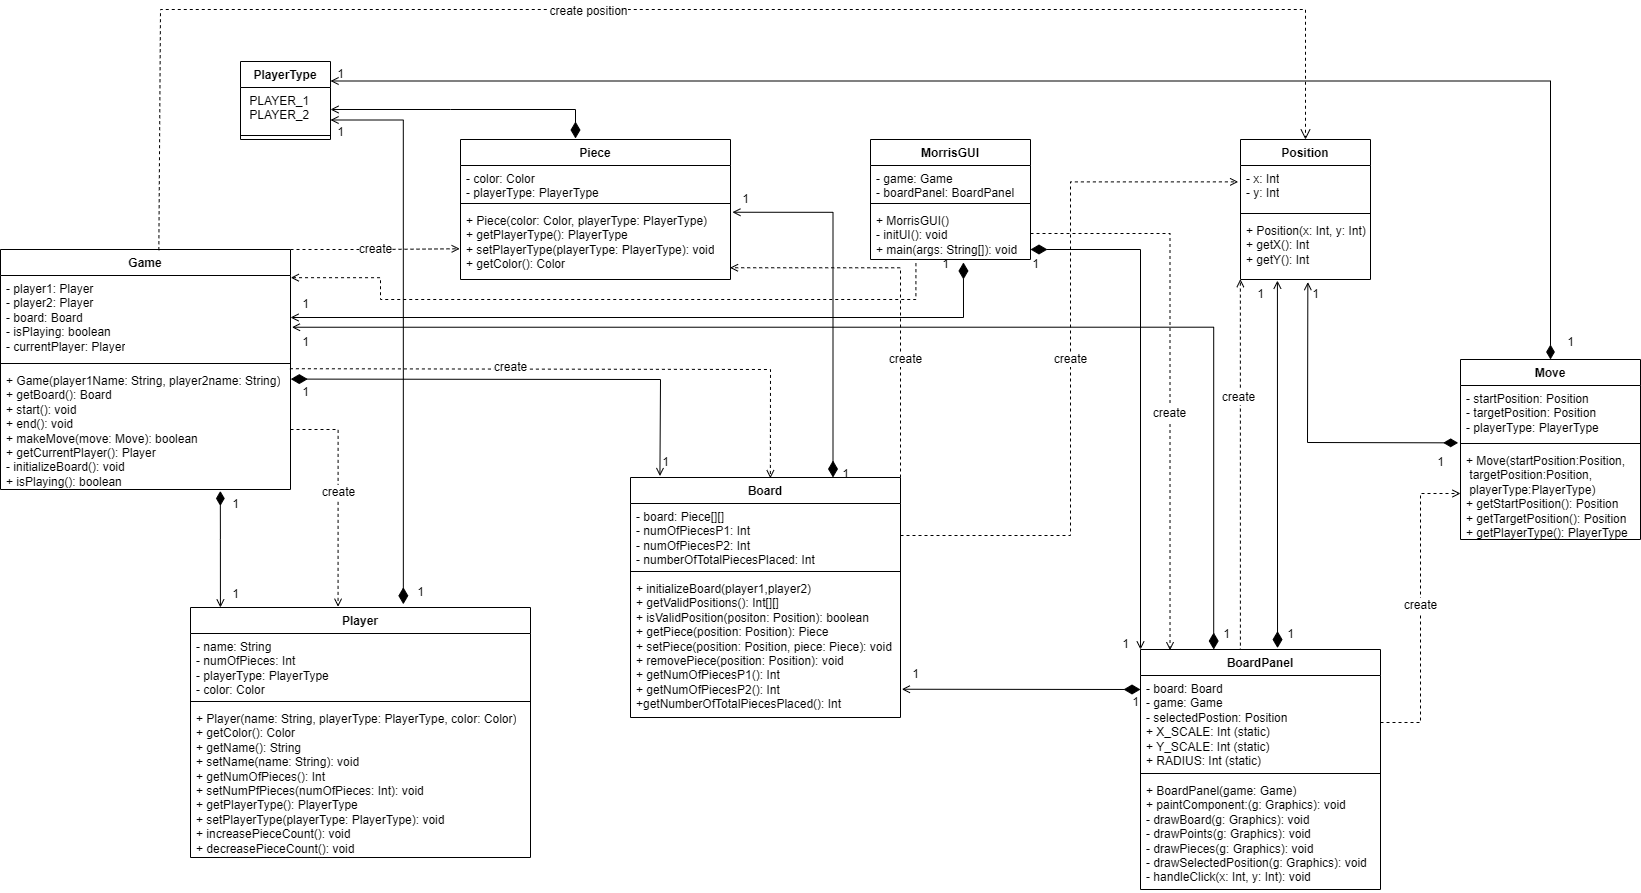 create position
PlayerType
PLAYER_1
PLAYER_2
1
1
Piece
- color: Color
- playerType: PlayerType
+ Piece(color: Color, playerType: PlayerType)
+ getPlayerType(): PlayerType
+ setPlayerType(playerType: PlayerType): void
+ getColor(): Color
1
MorrisGUI
- game: Game
- boardPanel: BoardPanel
+ MorrisGUI()
- initUI(): void
+ main(args: String[]): void
1
1
Position
- x: Int
- y: Int
+ Position(x: Int, y: Int)
+ getX(): Int
+ getY(): Int
1
1
create
Game
- player1: Player
- player2: Player
- board: Board
- isPlaying: boolean
- currentPlayer: Player
+ Game(player1Name: String, player2name: String)
+ getBoard(): Board
+ start(): void
+ end(): void
+ makeMove(move: Move): boolean
+ getCurrentPlayer(): Player
- initializeBoard(): void
+ isPlaying(): boolean
1
1
create
1
create
create
create
create
create
1
Move
- startPosition: Position
- targetPosition: Position
- playerType: PlayerType
+ Move(startPosition:Position,
targetPosition:Position,
playerType:PlayerType)
+ getStartPosition(): Position
+ getTargetPosition(): Position
+ getPlayerType(): PlayerType
1
1
1
create
1
1
1
Board
- board: Piece[][]
- numOfPiecesP1: Int
- numOfPiecesP2: Int
- numberOfTotalPiecesPlaced: Int
+ initializeBoard(player1,player2)
+ getValidPositions(): Int[][]
+ isValidPosition(positon: Position): boolean
+ getPiece(position: Position): Piece
+ setPiece(position: Position, piece: Piece): void
+ removePiece(position: Position): void
+ getNumOfPiecesP1(): Int
+ getNumOfPiecesP2(): Int
+getNumberOfTotalPiecesPlaced(): Int
Player
- name: String
- numOfPieces: Int
- playerType: PlayerType
- color: Color
+ Player(name: String, playerType: PlayerType, color: Color)
+ getColor(): Color
+ getName(): String
+ setName(name: String): void
+ getNumOfPieces(): Int
+ setNumPfPieces(numOfPieces: Int): void
+ getPlayerType(): PlayerType
+ setPlayerType(playerType: PlayerType): void
+ increasePieceCount(): void
+ decreasePieceCount(): void
1
1
1
1
1
BoardPanel
- board: Board
- game: Game
- selectedPostion: Position
+ X_SCALE: Int (static)
+ Y_SCALE: Int (static)
+ RADIUS: Int (static)
+ BoardPanel(game: Game)
+ paintComponent:(g: Graphics): void
- drawBoard(g: Graphics): void
- drawPoints(g: Graphics): void
- drawPieces(g: Graphics): void
- drawSelectedPosition(g: Graphics): void
- handleClick(x: Int, y: Int): void